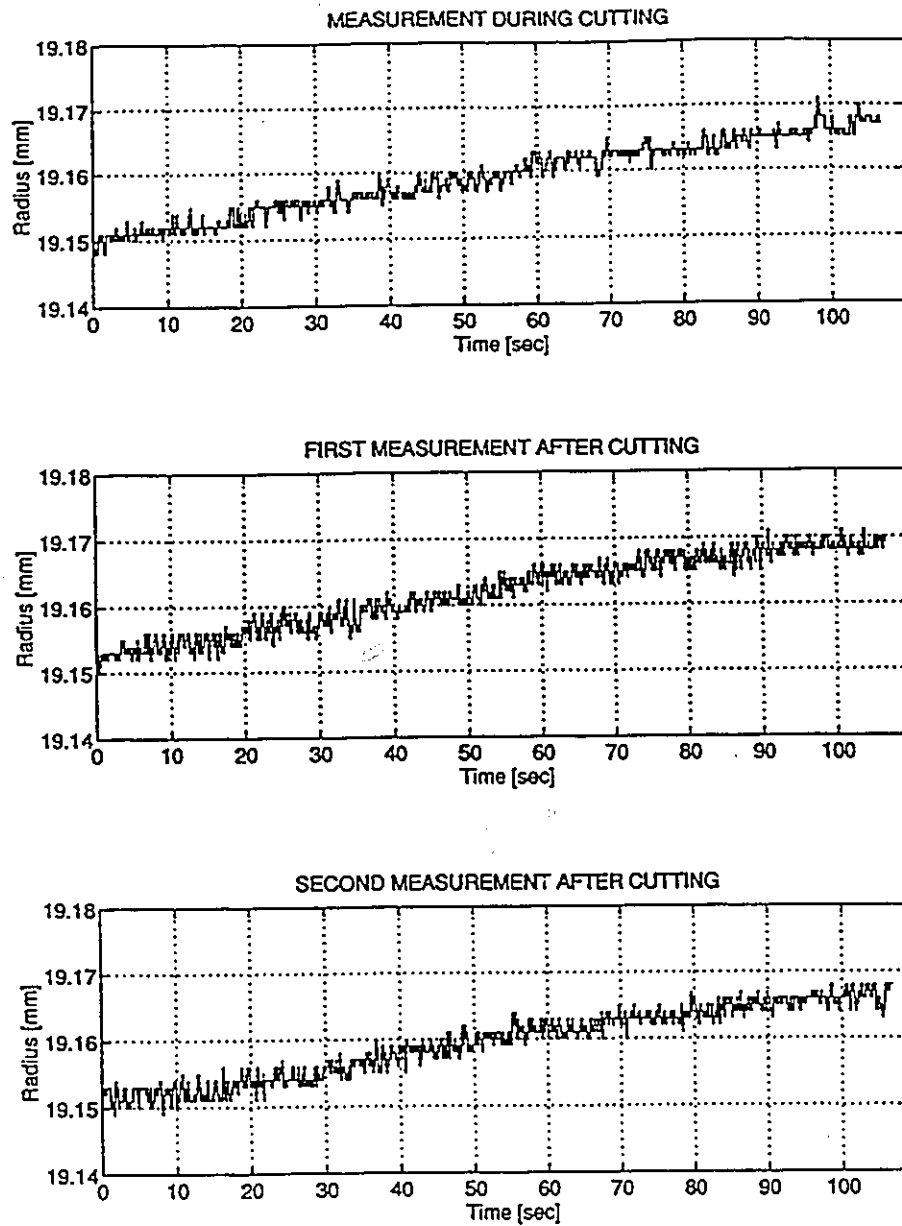 MEASUREMENT DURING CUTTING
19.18
19.17
19.16
19.15
19.14
Radius [mm]
0 10 20 30 40 50 60 70 80 90 100
Time [sec]
FIRST MEASUREMENT AFTER CUTTING
19.18
19.17
19.16
19.15
19.14
Radius [mm]
0 10 20 30 40 50 60 70 80 90 100
Time [sec]
SECOND MEASUREMENT AFTER CUTTING
19.18
19.17
19.16
19.15
19.14
Radius [mm]
0 10 20 30 40 50 60 70 80 90 100
Time [sec]